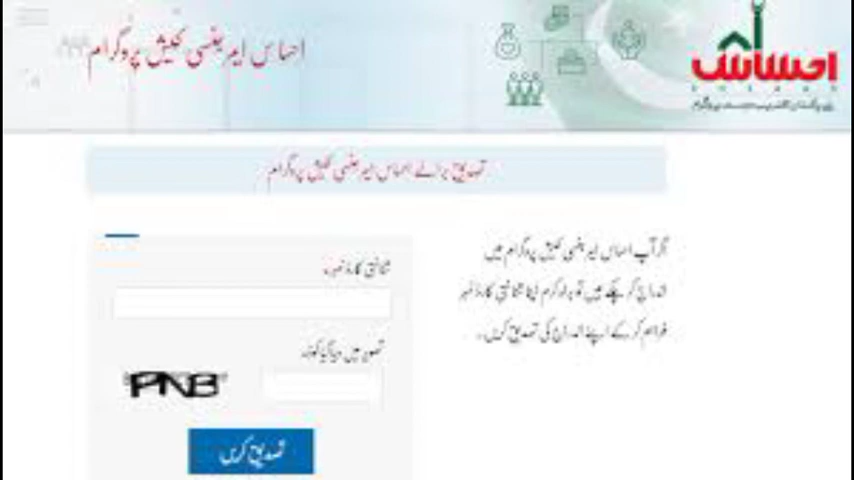 احساس ایمرجنسی کیش پروگرام
احساس
تصدیق برائے احساس ایمرجنسی کیش پروگرام
اگر آپ احساس ایمرجنسی کیش پروگرام میں
اندراج کر چکے ہیں تو براہ کرم اپنا شناختی کارڈ نمبر
فراہم کر کے اپنے اندراج کی تصدیق کریں۔
شناختی کارڈ نمبر
تصویر میں دیا گیا کوڈ
PNB
تصدیق کریں